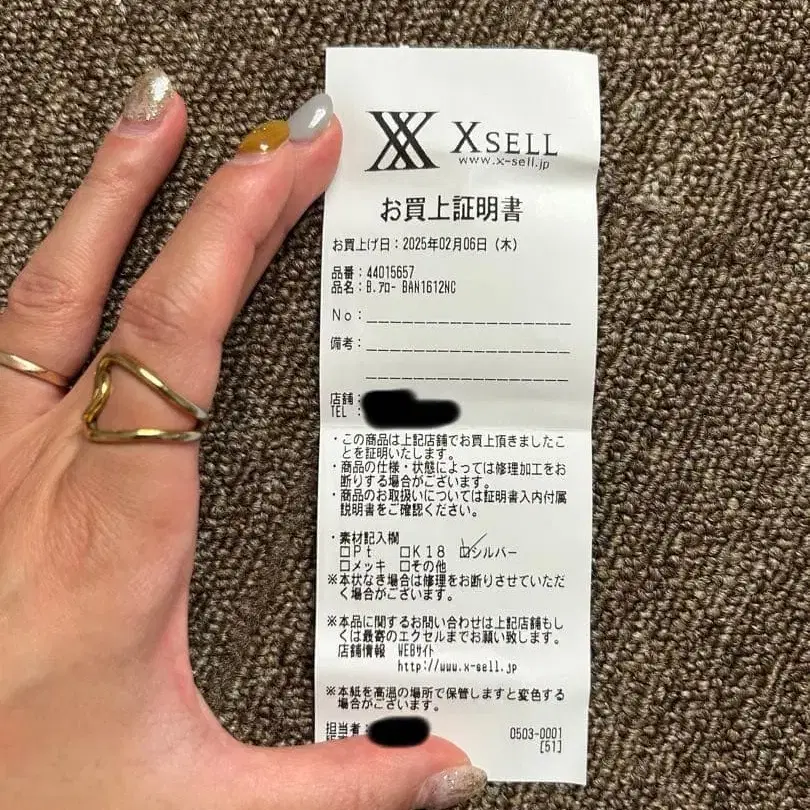 XSELL
www.x-sell.jp
お買上証明書
お買上げ日：2025年02月06日（木）
品番：44015657
品名：B.アロー BAN1612NC
No：
備考：
店舗：
TEL：
・この商品は上記店舗でお買上頂きましたこ
とを証明いたします。
・商品の仕様・状態によっては修理加工をお
断りする場合がございます。
・商品のお取扱いについては証明書入内付属
説明書をご確認ください。
・素材記入欄
□Pt □K18 ☑シルバー
□メッキ □その他
※本状なき場合は修理をお断りさせていただ
く場合がございます。
※本品に関するお問い合わせは上記店舗もし
くは最寄のエクセルまでお願い致します。
店舗情報 WEBサイト
http://www.x-sell.jp
※本紙を高温の場所で保管しますと変色する
場合がございます。
担当者：
0503-0001
[51]